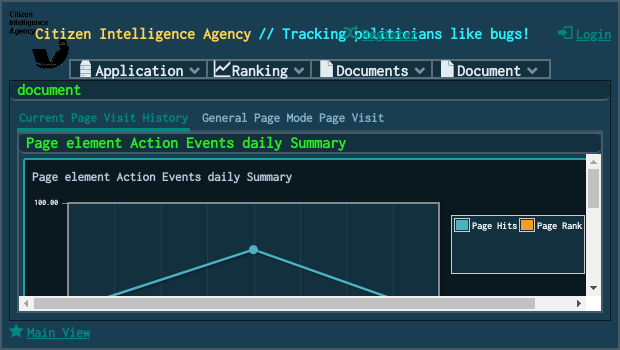 Citizen
Intelligence
Agency
Citizen Intelligence Agency // Tracking politicians like bugs!
Register
Login
Application Ranking Documents Document
document
Current Page Visit History General Page Mode Page Visit
Page element Action Events daily Summary
Page element Action Events daily Summary
100.00
Page Hits Page Rank
Main View